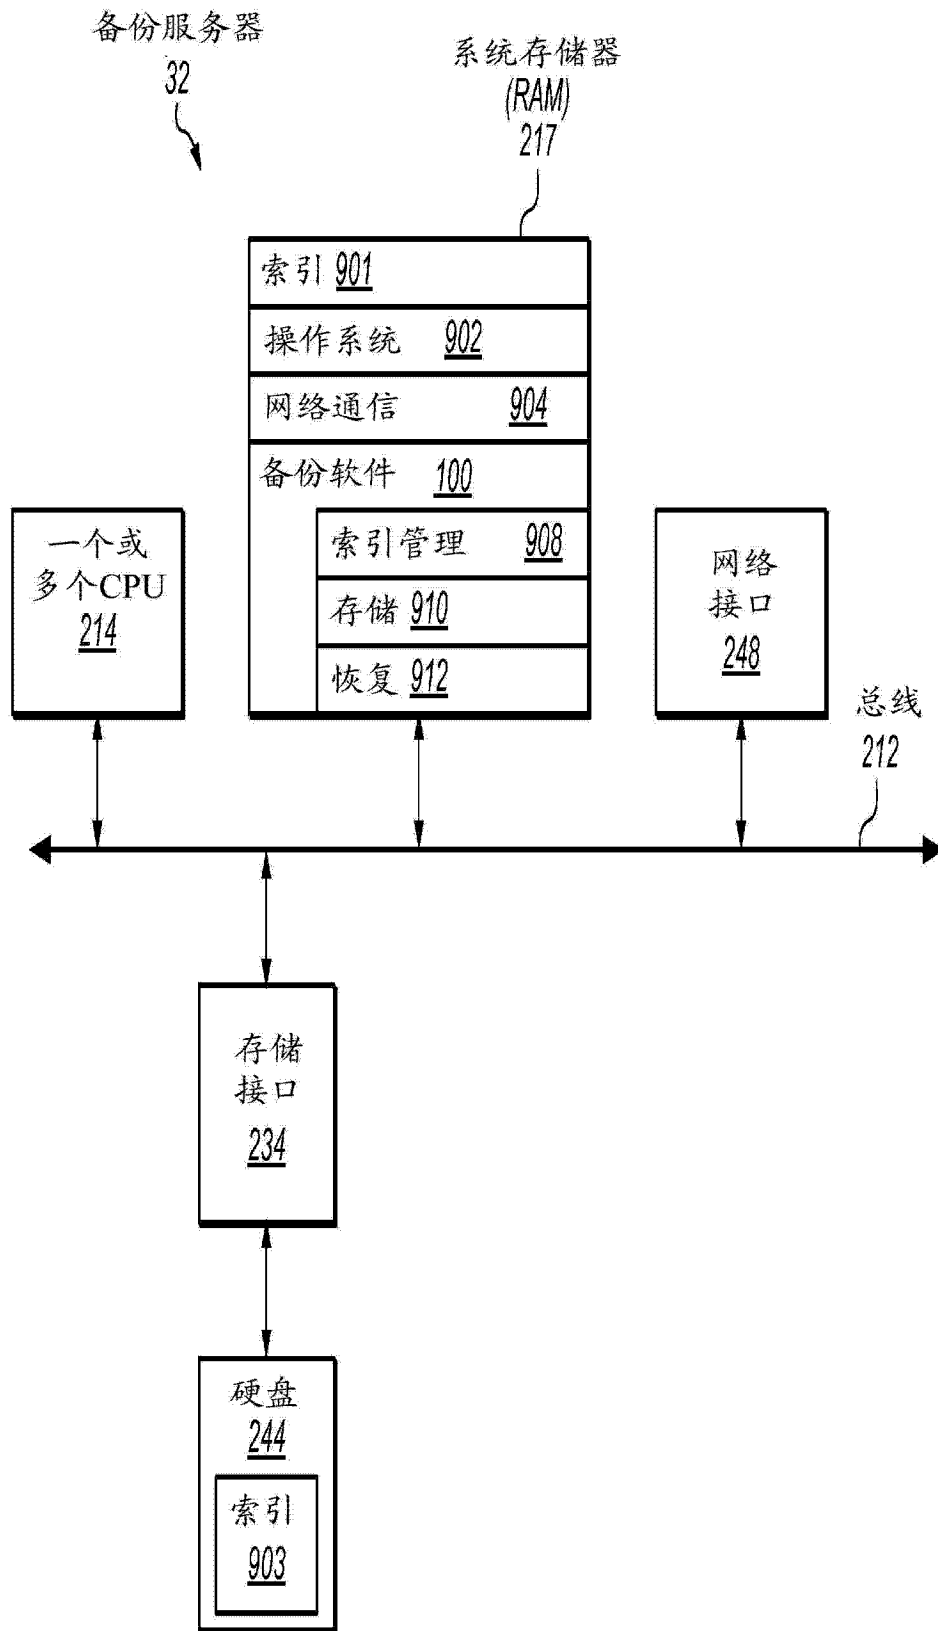 备份服务器
32
系统存储器
(RAM)
217
索引 901
操作系统 902
网络通信 904
备份软件 100
索引管理 908
存储 910
恢复 912
一个或
多个CPU
214
网络
接口
248
总线
212
存储
接口
234
硬盘
244
索引
903